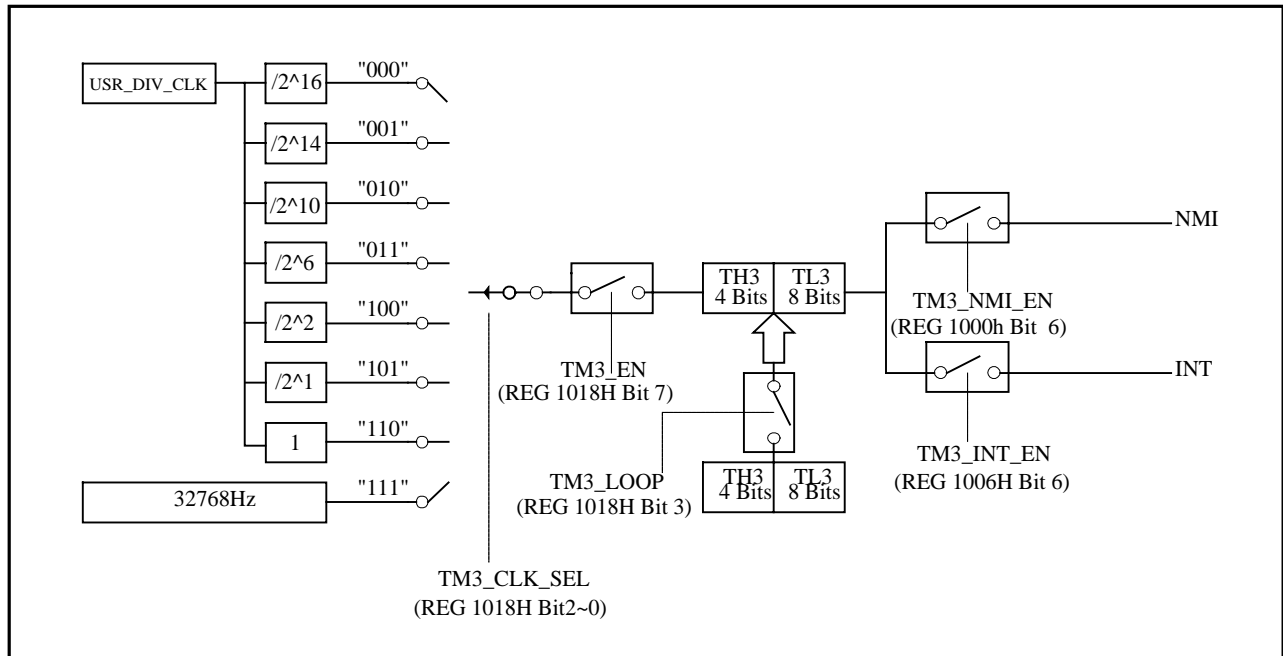 USR_DIV_CLK
/2^16
"000"
/2^14
"001"
/2^10
"010"
/2^6
"011"
/2^2
"100"
/2^1
"101"
1
"110"
32768Hz
"111"
TM3_CLK_SEL
(REG 1018H Bit2~0)
TM3_EN
(REG 1018H Bit 7)
TH3
4 Bits
TL3
8 Bits
TM3_LOOP
(REG 1018H Bit 3)
TH3
4 Bits
TL3
8 Bits
NMI
TM3_NMI_EN
(REG 1000h Bit 6)
INT
TM3_INT_EN
(REG 1006H Bit 6)